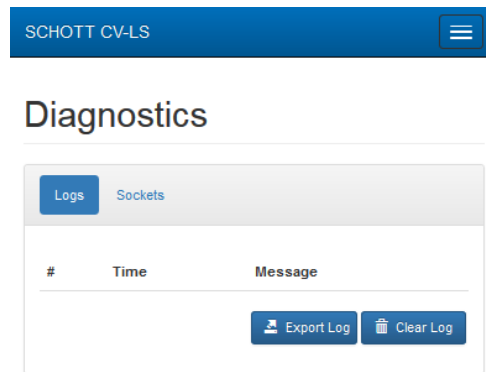 SCHOTT CV-LS
Diagnostics
Logs Sockets
# Time Message
Export Log Clear Log